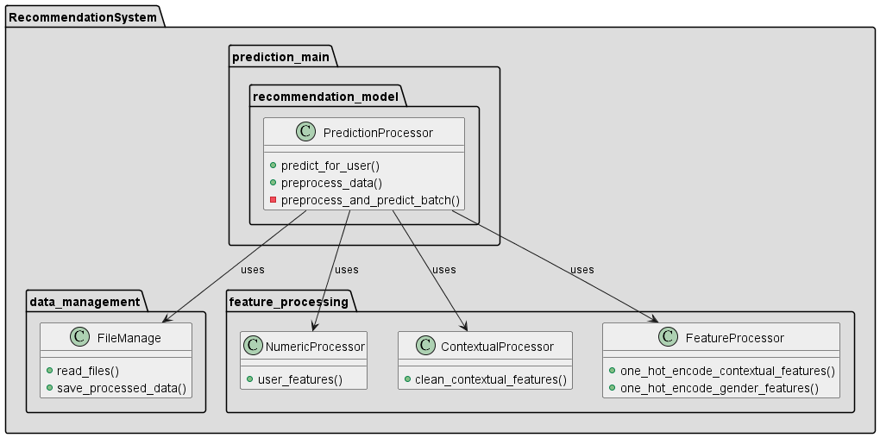 RecommendationSystem
prediction_main
recommendation_model
C PredictionProcessor
predict_for_user()
preprocess_data()
preprocess_and_predict_batch()
uses uses uses uses
data_management
feature_processing
C FileManage
read_files()
save_processed_data()
C NumericProcessor
user_features()
C ContextualProcessor
clean_contextual_features()
C FeatureProcessor
one_hot_encode_contextual_features()
one_hot_encode_gender_features()